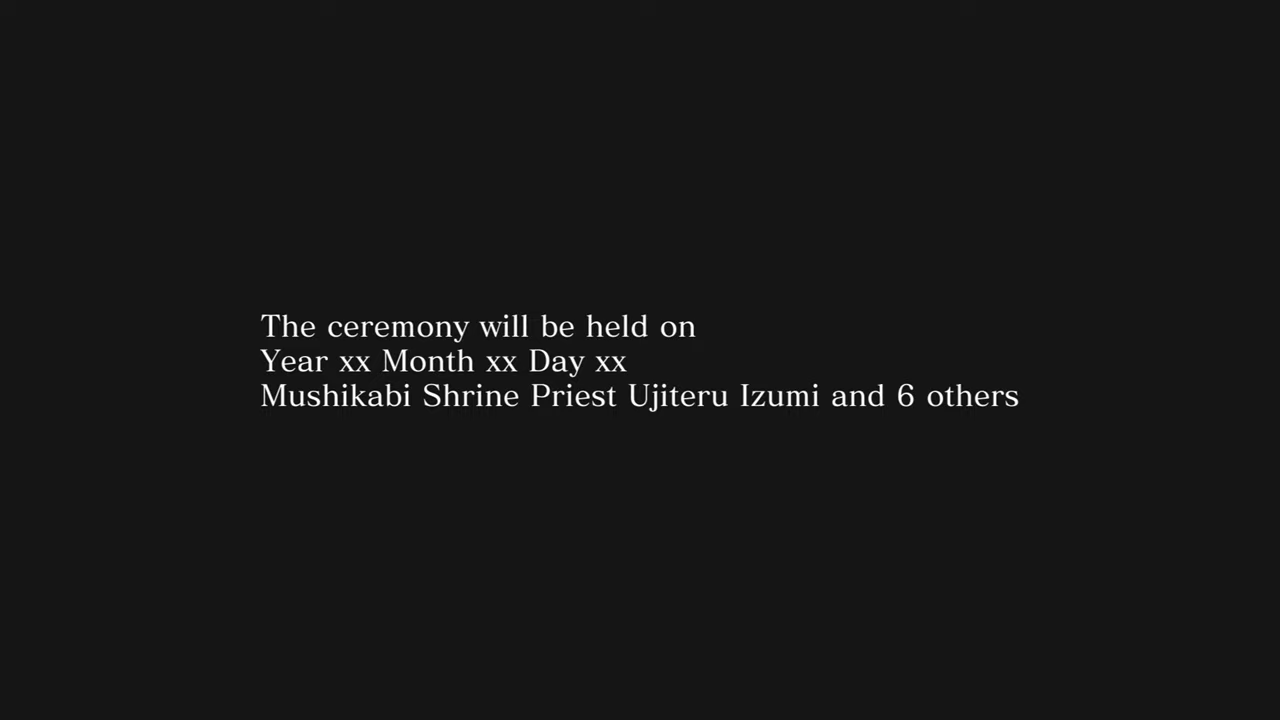 The ceremony will be held on
Year xx Month xx Day xx
Mushikabi Shrine Priest Ujiteru Izumi and 6 others